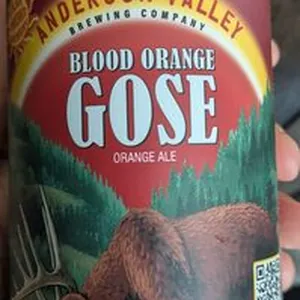 ANDERSON VALLEY
BREWING COMPANY
BLOOD ORANGE
GOSE
ORANGE ALE